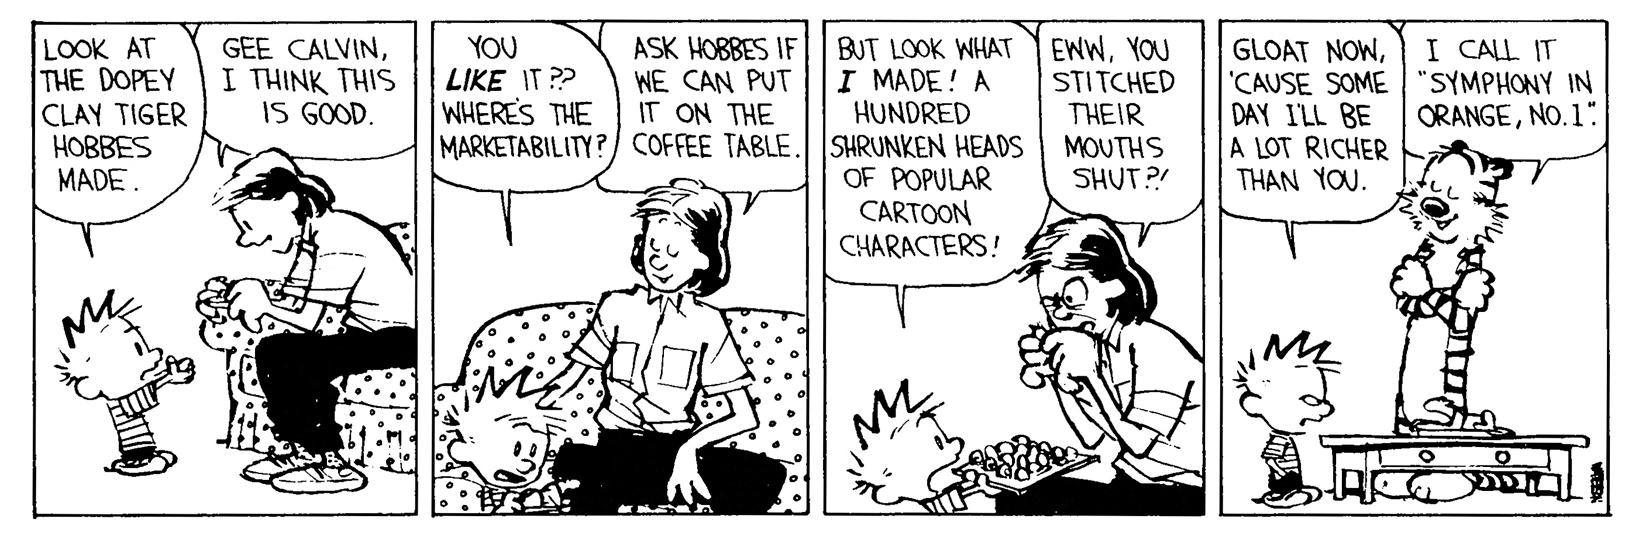 LOOK AT
THE DOPEY
CLAY TIGER
HOBBES
MADE.
GEE CALVIN,
I THINK THIS
IS GOOD.
YOU
LIKE IT??
WHERE'S THE
MARKETABILITY?
ASK HOBBES IF
WE CAN PUT
IT ON THE
COFFEE TABLE.
BUT LOOK WHAT
I MADE! A
HUNDRED
SHRUNKEN HEADS
OF POPULAR
CARTOON
CHARACTERS!
EWW, YOU
STITCHED
THEIR
MOUTHS
SHUT?!
GLOAT NOW,
'CAUSE SOME
DAY I'LL BE
A LOT RICHER
THAN YOU.
I CALL IT
"SYMPHONY IN
ORANGE, NO. 1."